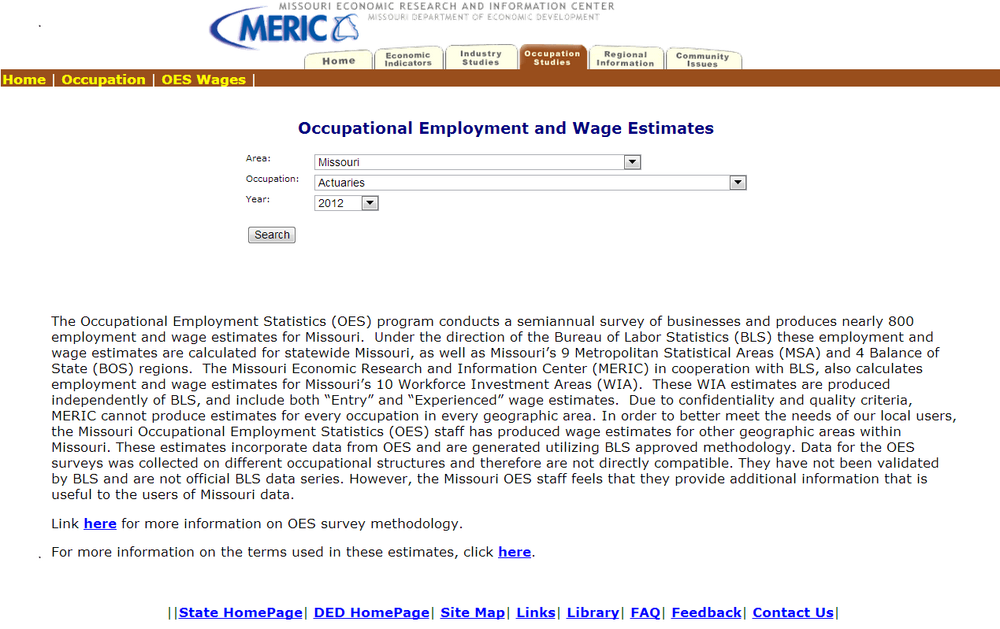 MISSOURI ECONOMIC RESEARCH AND INFORMATION CENTER
MISSOURI DEPARTMENT OF ECONOMIC DEVELOPMENT
MERIC
Home
Economic
Indicators
Industry
Studies
Occupation
Studies
Regional
Information
Community
Issues
Home | Occupation | OES Wages |
Occupational Employment and Wage Estimates
Area:
Missouri
Occupation:
Actuaries
Year:
2012
Search
The Occupational Employment Statistics (OES) program conducts a semiannual survey of businesses and produces nearly 800
employment and wage estimates for Missouri.  Under the direction of the Bureau of Labor Statistics (BLS) these employment and
wage estimates are calculated for statewide Missouri, as well as Missouri’s 9 Metropolitan Statistical Areas (MSA) and 4 Balance of
State (BOS) regions.  The Missouri Economic Research and Information Center (MERIC) in cooperation with BLS, also calculates
employment and wage estimates for Missouri’s 10 Workforce Investment Areas (WIA).  These WIA estimates are produced
independently of BLS, and include both “Entry” and “Experienced” wage estimates.  Due to confidentiality and quality criteria,
MERIC cannot produce estimates for every occupation in every geographic area. In order to better meet the needs of our local users,
the Missouri Occupational Employment Statistics (OES) staff has produced wage estimates for other geographic areas within
Missouri. These estimates incorporate data from OES and are generated utilizing BLS approved methodology. Data for the OES
surveys was collected on different occupational structures and therefore are not directly compatible. They have not been validated
by BLS and are not official BLS data series. However, the Missouri OES staff feels that they provide additional information that is
useful to the users of Missouri data.
Link here for more information on OES survey methodology.
For more information on the terms used in these estimates, click here.
||State HomePage| DED HomePage| Site Map| Links| Library| FAQ| Feedback| Contact Us|